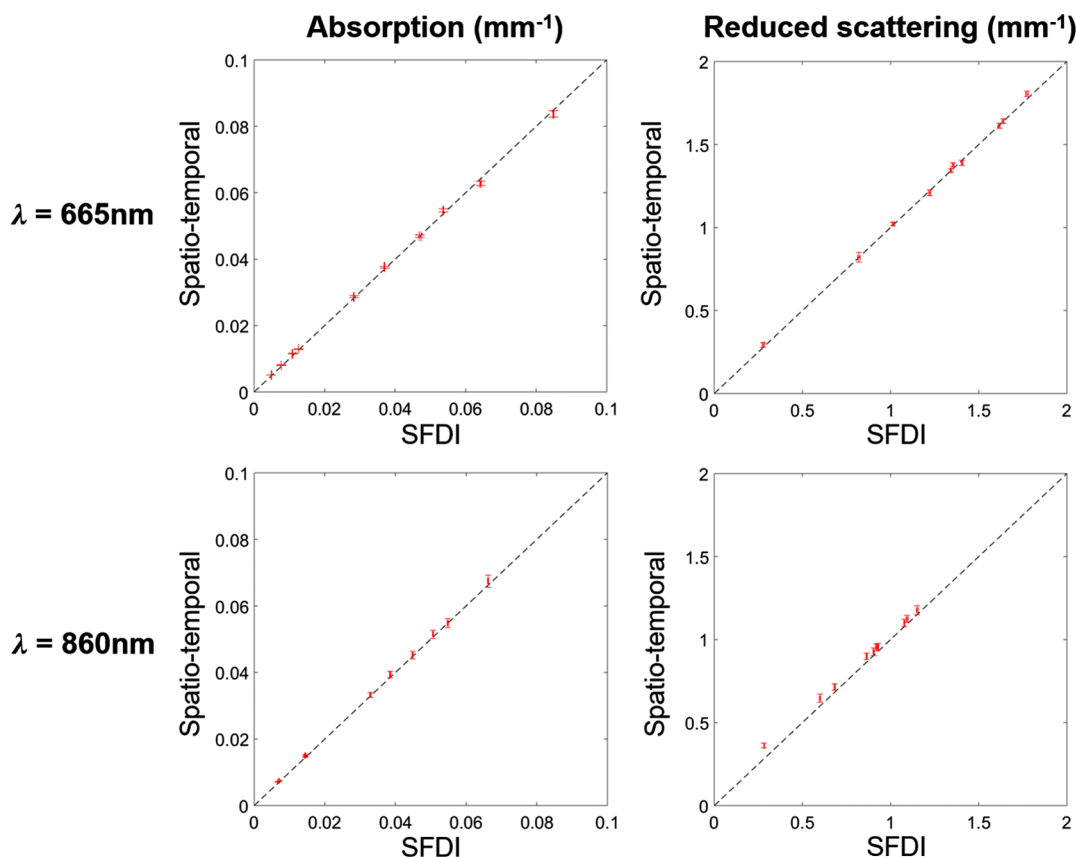 Absorption (mm⁻¹)
Reduced scattering (mm⁻¹)
λ = 665nm
Spatio-temporal
0.1
0.08
0.06
0.04
0.02
0
0 0.02 0.04 0.06 0.08 0.1
SFDI
Spatio-temporal
2
1.5
1
0.5
0
0 0.5 1 1.5 2
SFDI
λ = 860nm
Spatio-temporal
0.1
0.08
0.06
0.04
0.02
0
0 0.02 0.04 0.06 0.08 0.1
SFDI
Spatio-temporal
2
1.5
1
0.5
0
0 0.5 1 1.5 2
SFDI